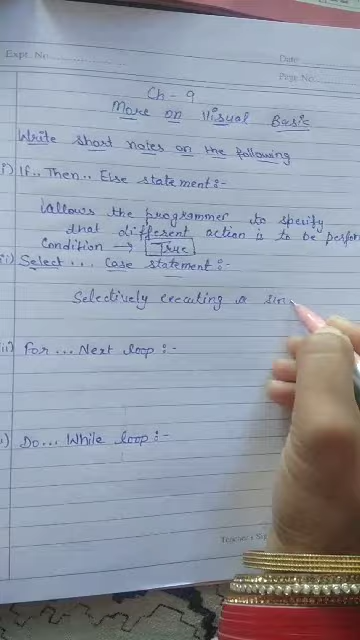 Expt. No.
Date
Page No.
Ch - 9
More on Visual Basic
Write short notes on the following
i) If.. Then.. Else statement :-
Allows the programmer to specify
that different action is to be perfor
Condition → True
ii) Select... Case statement :-
Selectively executing a sin
iii) For... Next loop :-
Do... While loop :-
Teacher's Sig